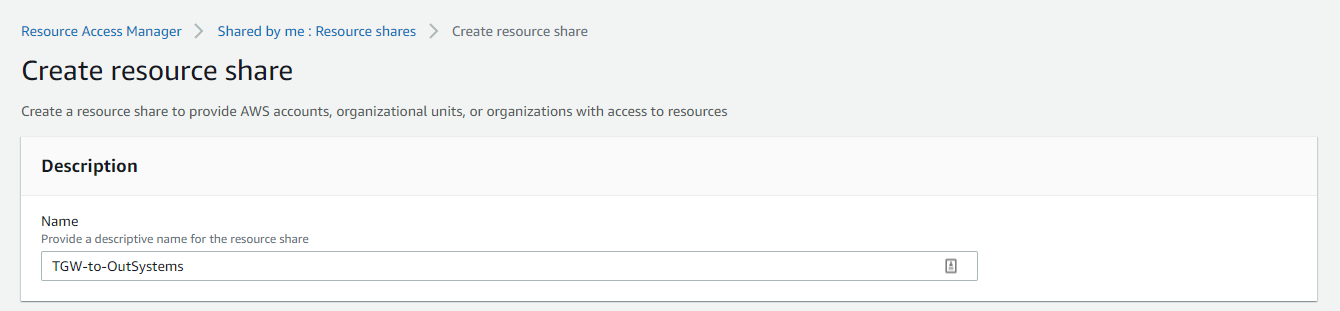 Resource Access Manager > Shared by me : Resource shares > Create resource share
Create resource share
Create a resource share to provide AWS accounts, organizational units, or organizations with access to resources
Description
Name
Provide a descriptive name for the resource share
TGW-to-OutSystems